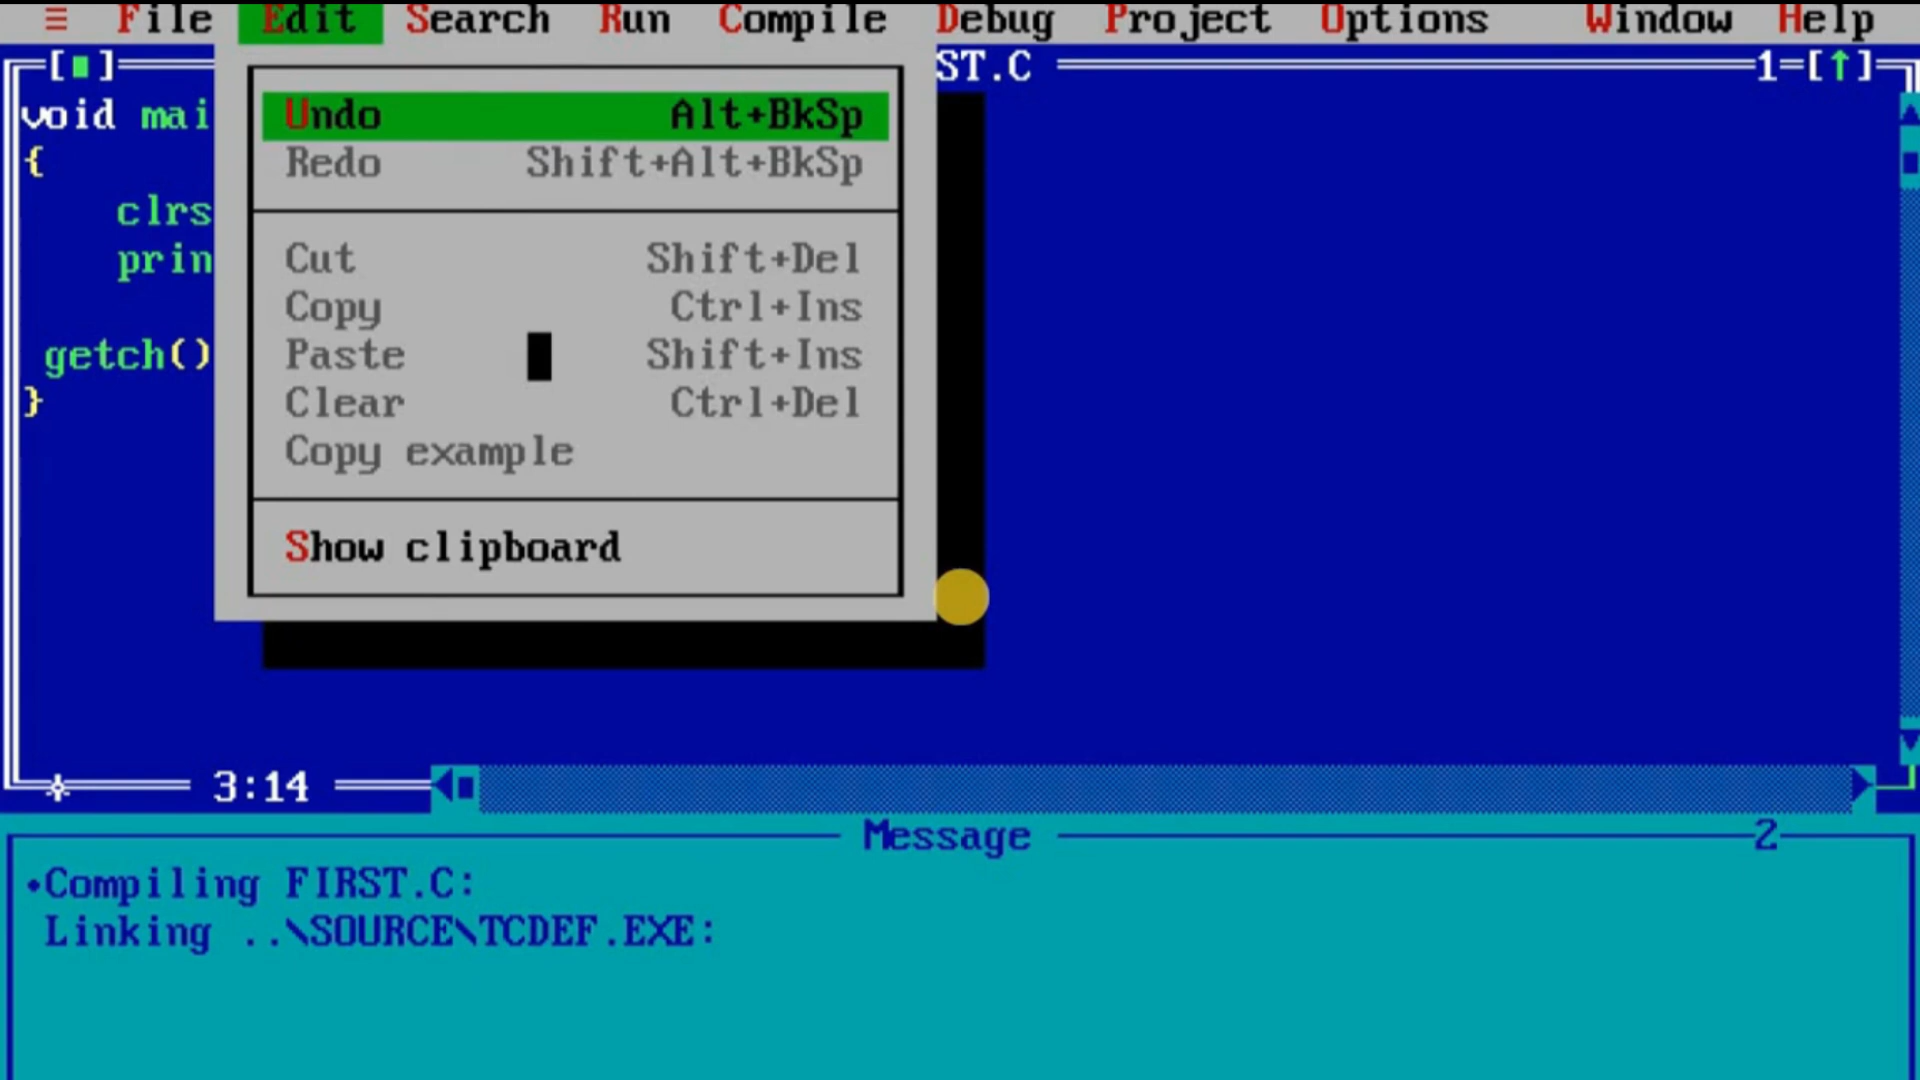 ≡ File Edit Search Run Compile Debug Project Options Window Help
[■] ST.C 1=[↑]
void mai
{
clrs
prin
getch()
}
Undo Alt+BkSp
Redo Shift+Alt+BkSp
Cut Shift+Del
Copy Ctrl+Ins
Paste Shift+Ins
Clear Ctrl+Del
Copy example
Show clipboard
3:14
Message 2
•Compiling FIRST.C:
Linking ..\SOURCE\TCDEF.EXE: